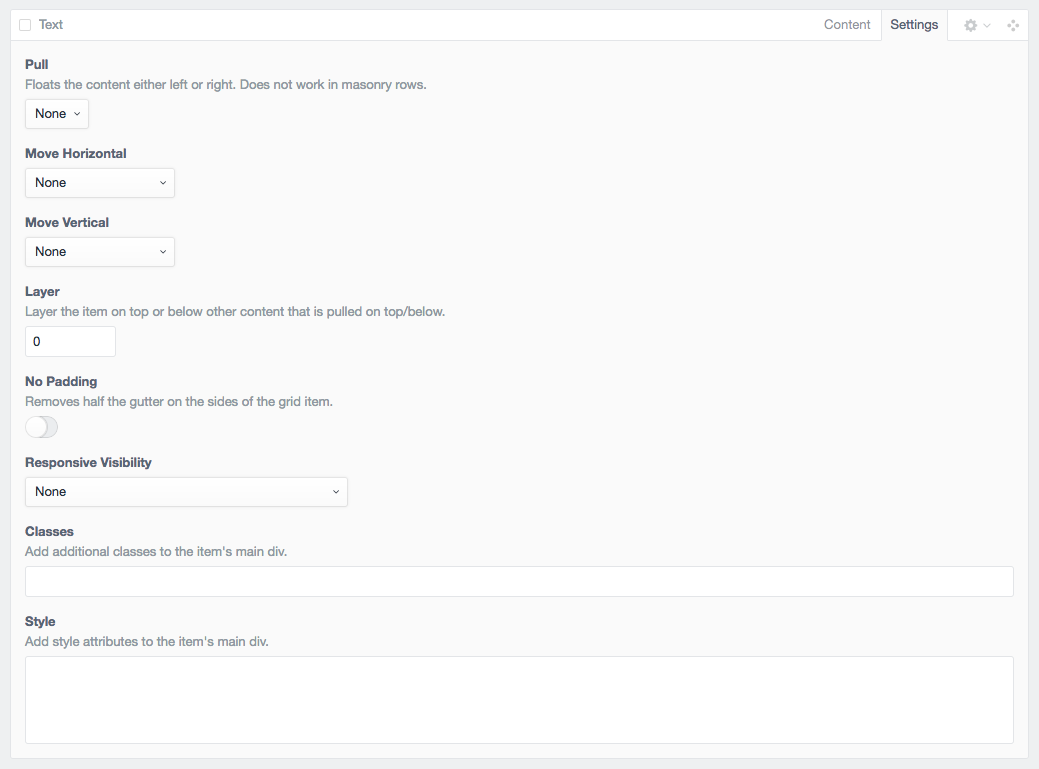 Text Content Settings
Pull
Floats the content either left or right. Does not work in masonry rows.
None
Move Horizontal
None
Move Vertical
None
Layer
Layer the item on top or below other content that is pulled on top/below.
0
No Padding
Removes half the gutter on the sides of the grid item.
Responsive Visibility
None
Classes
Add additional classes to the item's main div.
Style
Add style attributes to the item's main div.